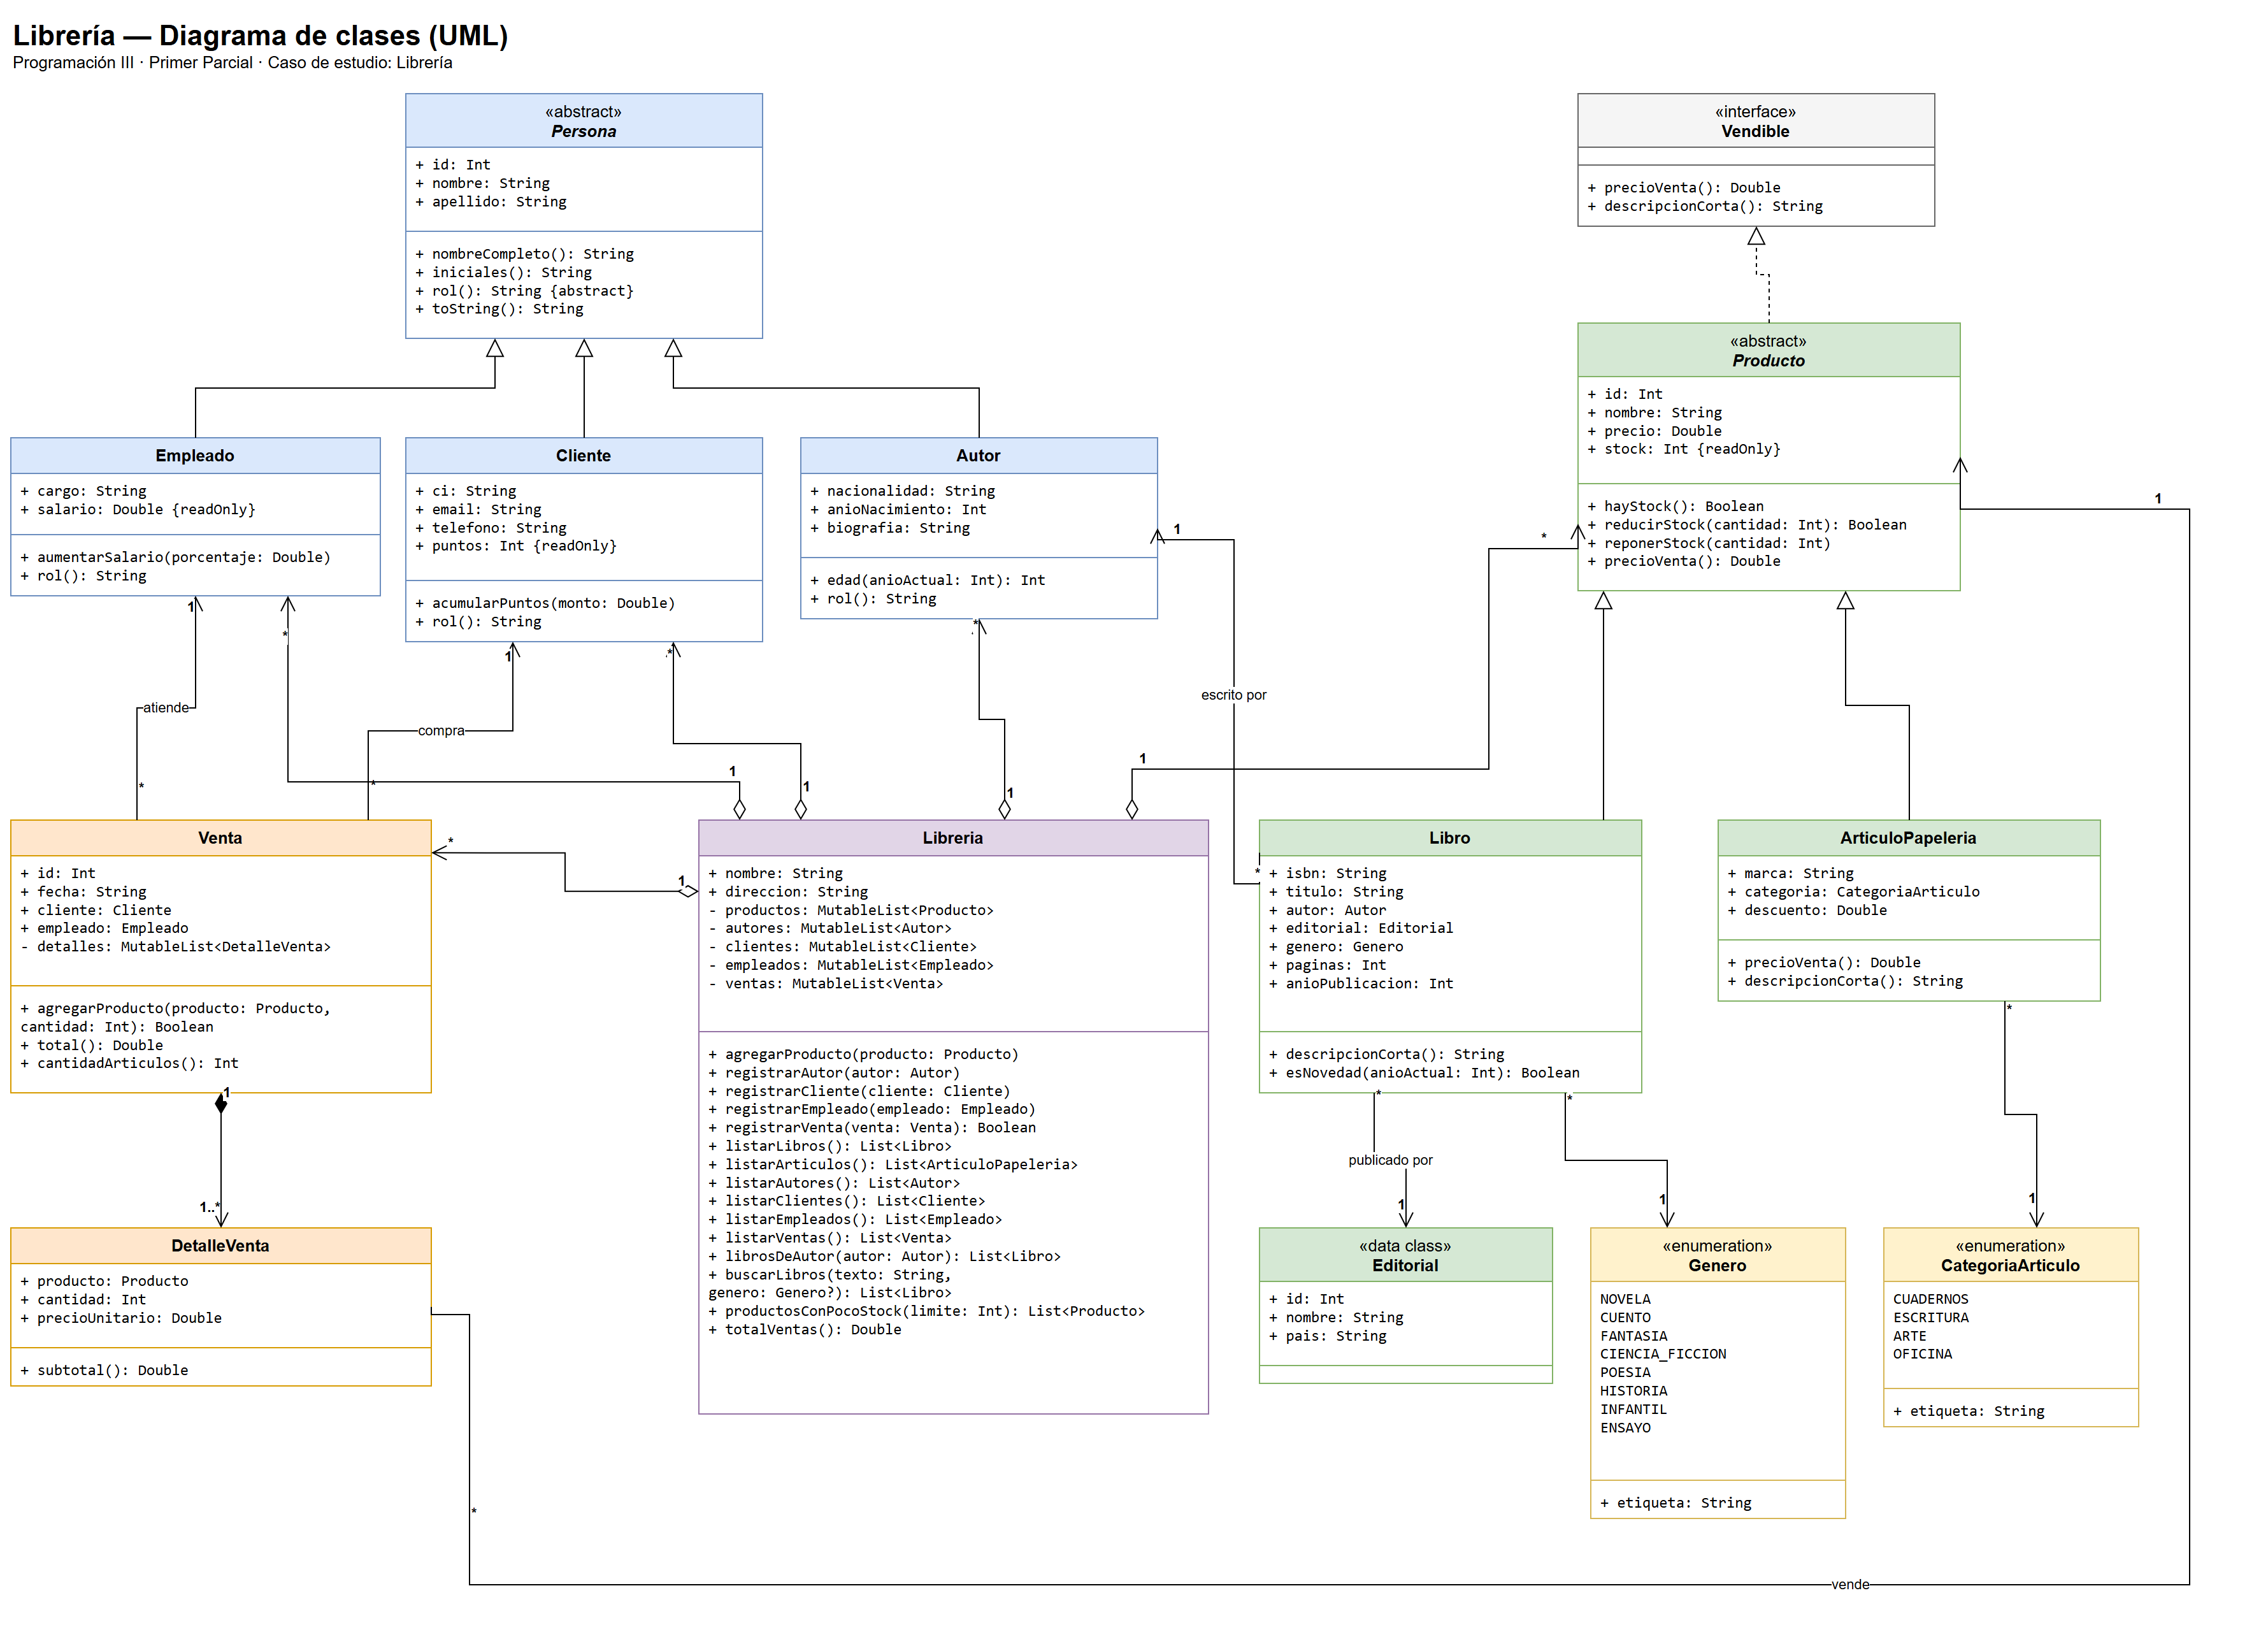 Librería — Diagrama de clases (UML)
Programación III · Primer Parcial · Caso de estudio: Librería
«abstract»
Persona
+ id: Int
+ nombre: String
+ apellido: String
+ nombreCompleto(): String
+ iniciales(): String
+ rol(): String {abstract}
+ toString(): String
«interface»
Vendible
+ precioVenta(): Double
+ descripcionCorta(): String
«abstract»
Producto
+ id: Int
+ nombre: String
+ precio: Double
+ stock: Int {readOnly}
+ hayStock(): Boolean
+ reducirStock(cantidad: Int): Boolean
+ reponerStock(cantidad: Int)
+ precioVenta(): Double
Empleado
+ cargo: String
+ salario: Double {readOnly}
+ aumentarSalario(porcentaje: Double)
+ rol(): String
Cliente
+ ci: String
+ email: String
+ telefono: String
+ puntos: Int {readOnly}
+ acumularPuntos(monto: Double)
+ rol(): String
Autor
+ nacionalidad: String
+ anioNacimiento: Int
+ biografia: String
+ edad(anioActual: Int): Int
+ rol(): String
1
*
1
1
*
1
*
*
atiende
compra
escrito por
*
*
1
1
1
1
Venta
+ id: Int
+ fecha: String
+ cliente: Cliente
+ empleado: Empleado
- detalles: MutableList<DetalleVenta>
+ agregarProducto(producto: Producto,
cantidad: Int): Boolean
+ total(): Double
+ cantidadArticulos(): Int
*
1
Libreria
+ nombre: String
+ direccion: String
- productos: MutableList<Producto>
- autores: MutableList<Autor>
- clientes: MutableList<Cliente>
- empleados: MutableList<Empleado>
- ventas: MutableList<Venta>
+ agregarProducto(producto: Producto)
+ registrarAutor(autor: Autor)
+ registrarCliente(cliente: Cliente)
+ registrarEmpleado(empleado: Empleado)
+ registrarVenta(venta: Venta): Boolean
+ listarLibros(): List<Libro>
+ listarArticulos(): List<ArticuloPapeleria>
+ listarAutores(): List<Autor>
+ listarClientes(): List<Cliente>
+ listarEmpleados(): List<Empleado>
+ listarVentas(): List<Venta>
+ librosDeAutor(autor: Autor): List<Libro>
+ buscarLibros(texto: String,
genero: Genero?): List<Libro>
+ productosConPocoStock(limite: Int): List<Producto>
+ totalVentas(): Double
*
Libro
+ isbn: String
+ titulo: String
+ autor: Autor
+ editorial: Editorial
+ genero: Genero
+ paginas: Int
+ anioPublicacion: Int
+ descripcionCorta(): String
+ esNovedad(anioActual: Int): Boolean
ArticuloPapeleria
+ marca: String
+ categoria: CategoriaArticulo
+ descuento: Double
+ precioVenta(): Double
+ descripcionCorta(): String
1
1..*
*
*
*
publicado por
1
1
1
DetalleVenta
+ producto: Producto
+ cantidad: Int
+ precioUnitario: Double
+ subtotal(): Double
«data class»
Editorial
+ id: Int
+ nombre: String
+ pais: String
«enumeration»
Genero
NOVELA
CUENTO
FANTASIA
CIENCIA_FICCION
POESIA
HISTORIA
INFANTIL
ENSAYO
+ etiqueta: String
«enumeration»
CategoriaArticulo
CUADERNOS
ESCRITURA
ARTE
OFICINA
+ etiqueta: String
*
vende